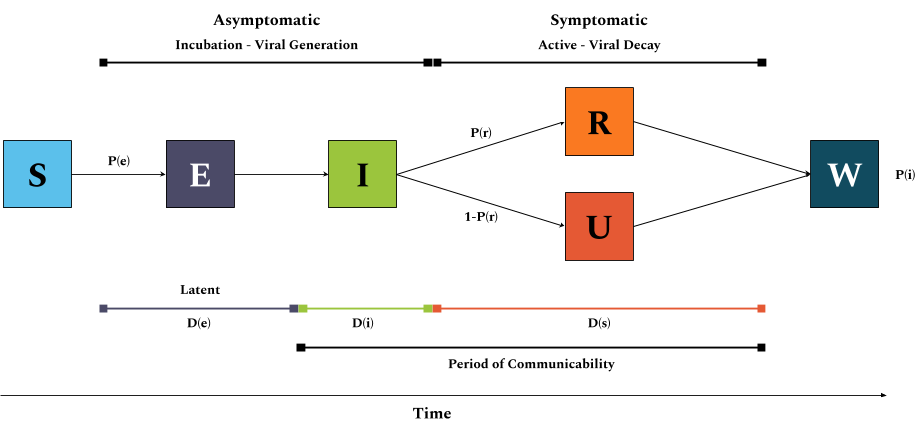 Asymptomatic
Symptomatic
Incubation - Viral Generation
Active - Viral Decay
S
P(e)
E
I
P(r)
1-P(r)
R
U
W
P(i)
Latent
D(e)
D(i)
D(s)
Period of Communicability
Time